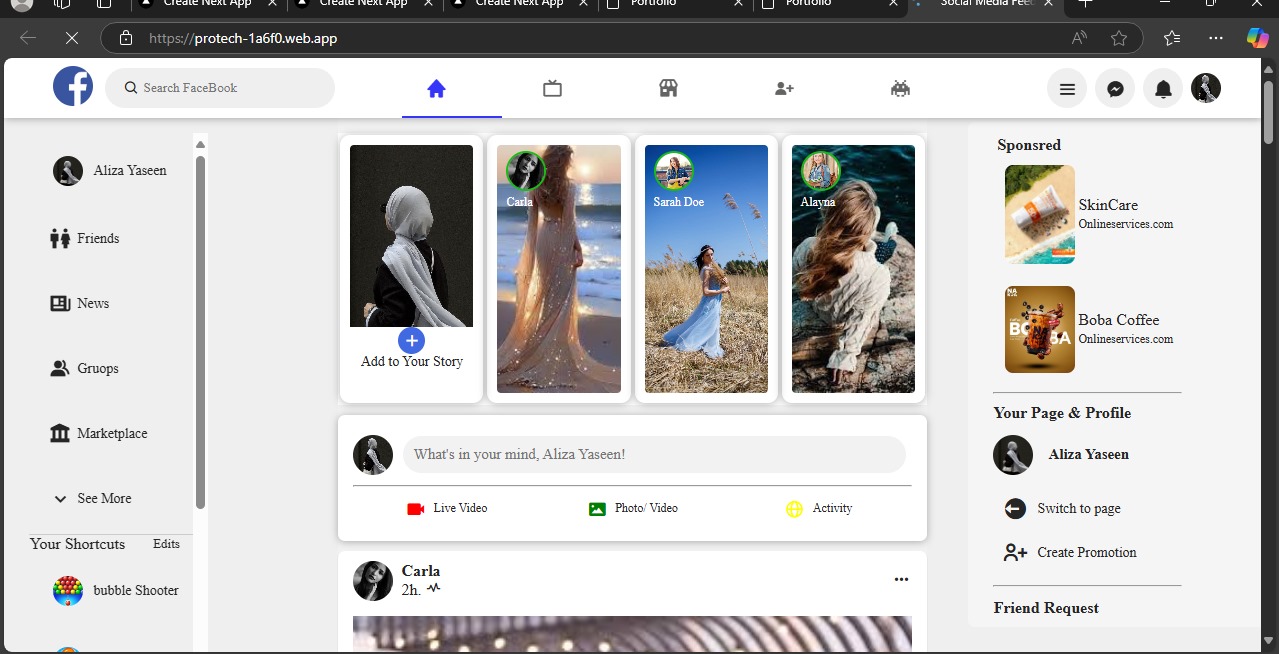 Create Next App
Create Next App
Create Next App
Portfolio
Portfolio
Social Media Feed
https://protech-1a6f0.web.app
Search FaceBook
Aliza Yaseen
Friends
News
Gruops
Marketplace
See More
Your Shortcuts
Edits
bubble Shooter
Carla
Sarah Doe
Alayna
Add to Your Story
What's in your mind, Aliza Yaseen!
Live Video
Photo/ Video
Activity
Carla
2h.
Sponsred
SkinCare
Onlineservices.com
Boba Coffee
Onlineservices.com
Your Page & Profile
Aliza Yaseen
Switch to page
Create Promotion
Friend Request